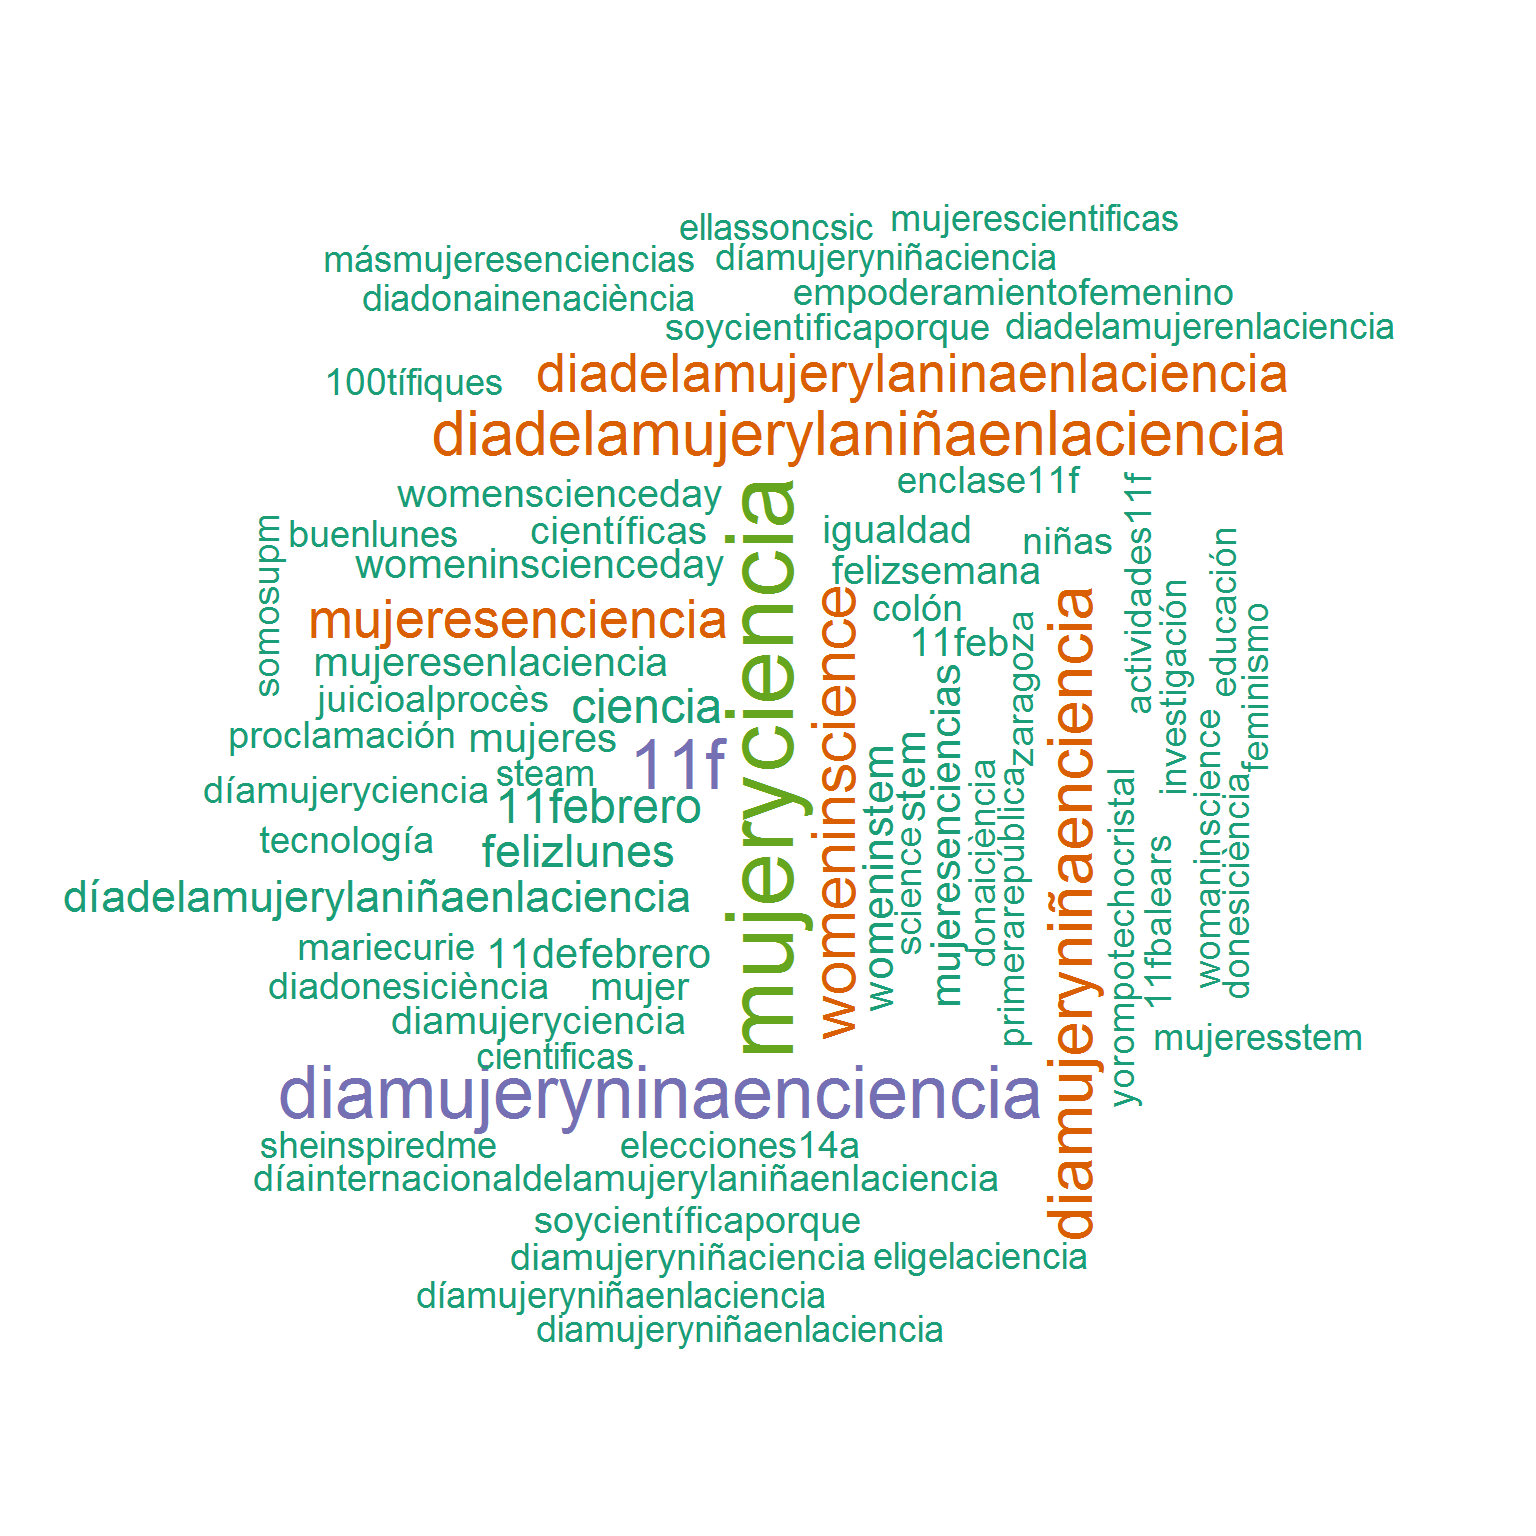 ellassoncsic
mujerescientificas
másmujeresenciencias
díamujeryniñaciencia
diadonainenaciència
empoderamientofemenino
soycientificaporque
diadelamujerenlaciencia
100tífiques
diadelamujerylaninaenlaciencia
diadelamujerylaniñaenlaciencia
womenscienceday
enclase11f
buenlunes
científicas
igualdad
niñas
womeninscienceday
felizsemana
somosupm
mujeresenciencia
colón
11feb
mujeresenlaciencia
juicioalprocès
ciencia
proclamación
mujeres
11f
steam
díamujeryciencia
11febrero
tecnología
felizlunes
díadelamujerylaniñaenlaciencia
mariecurie
11defebrero
diadonesiciència
mujer
diamujeryciencia
cientificas
mujeryciencia
womeninscience
womeninstem
stem
science
mujeresenciencias
donaiciència
zaragoza
primerarepública
diamujeryniñaenciencia
actividades11f
investigación
educación
feminismo
yorompotechocristal
11fbalears
womaninscience
donesiciència
mujeresstem
diamujeryninaenciencia
sheinspiredme
elecciones14a
díainternacionaldelamujerylaniñaenlaciencia
soycientíficaporque
diamujeryniñaciencia
eligelaciencia
díamujeryniñaenlaciencia
diamujeryniñaenlaciencia